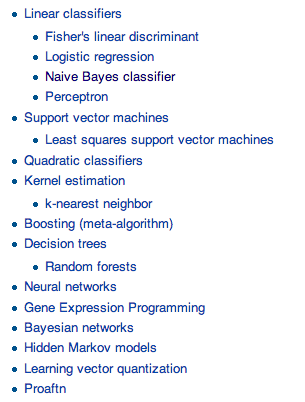 Linear classifiers
Fisher's linear discriminant
Logistic regression
Naive Bayes classifier
Perceptron
Support vector machines
Least squares support vector machines
Quadratic classifiers
Kernel estimation
k-nearest neighbor
Boosting (meta-algorithm)
Decision trees
Random forests
Neural networks
Gene Expression Programming
Bayesian networks
Hidden Markov models
Learning vector quantization
Proaftn